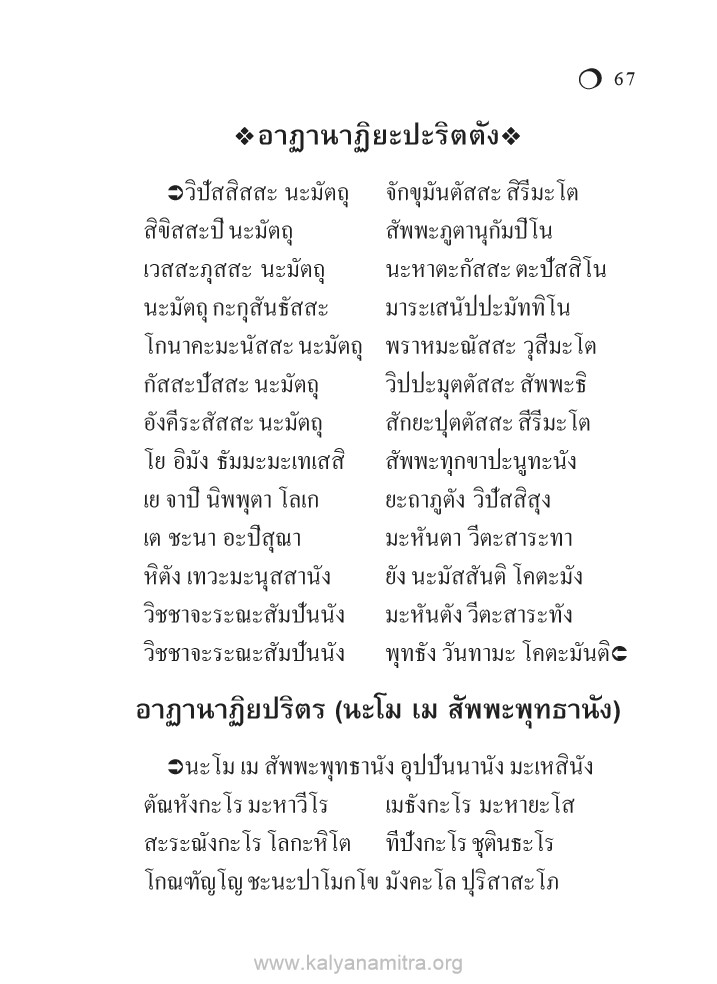 67
❖อาฏานาฏิยะปะริตตัง❖
➲วิปัสสิสสะ นะมัตถุ จักขุมันตัสสะ สิรีมะโต
สิขิสสะปี นะมัตถุ สัพพะภูตานุกัมปิโน
เวสสะภุสสะ นะมัตถุ นะหาตะกัสสะ ตะปัสสิโน
นะมัตถุ กะกุสันธัสสะ มาระเสนัปปะมัททิโน
โกนาคะมะนัสสะ นะมัตถุ พราหมะณัสสะ วุสีมะโต
กัสสะปัสสะ นะมัตถุ วิปปะมุตตัสสะ สัพพะธิ
อังคีระสัสสะ นะมัตถุ สักยะปุตตัสสะ สิรีมะโต
โย อิมัง ธัมมะมะเทเสสิ สัพพะทุกขาปะนูทะนัง
เย จาปิ นิพพุตา โลเก ยะถาภูตัง วิปัสสิสุง
เต ชะนา อะปิสุณา มะหันตา วีตะสาระทา
หิตัง เทวะมะนุสสานัง ยัง นะมัสสันติ โคตะมัง
วิชชาจะระณะสัมปันนัง มะหันตัง วีตะสาระทัง
วิชชาจะระณะสัมปันนัง พุทธัง วันทามะ โคตะมันติ➲
อาฏานาฏิยปริตร (นะโม เม สัพพะพุทธานัง)
➲นะโม เม สัพพะพุทธานัง อุปปันนานัง มะเหสินัง
ตัณหังกะโร มะหาวีโร เมธังกะโร มะหายะโส
สะระณังกะโร โลกะหิโต ทีปังกะโร ชุตินธะโร
โกณฑัญโญ ชะนะปาโมกโข มังคะโล ปุริสาสะโภ
www.kalyanamitra.org